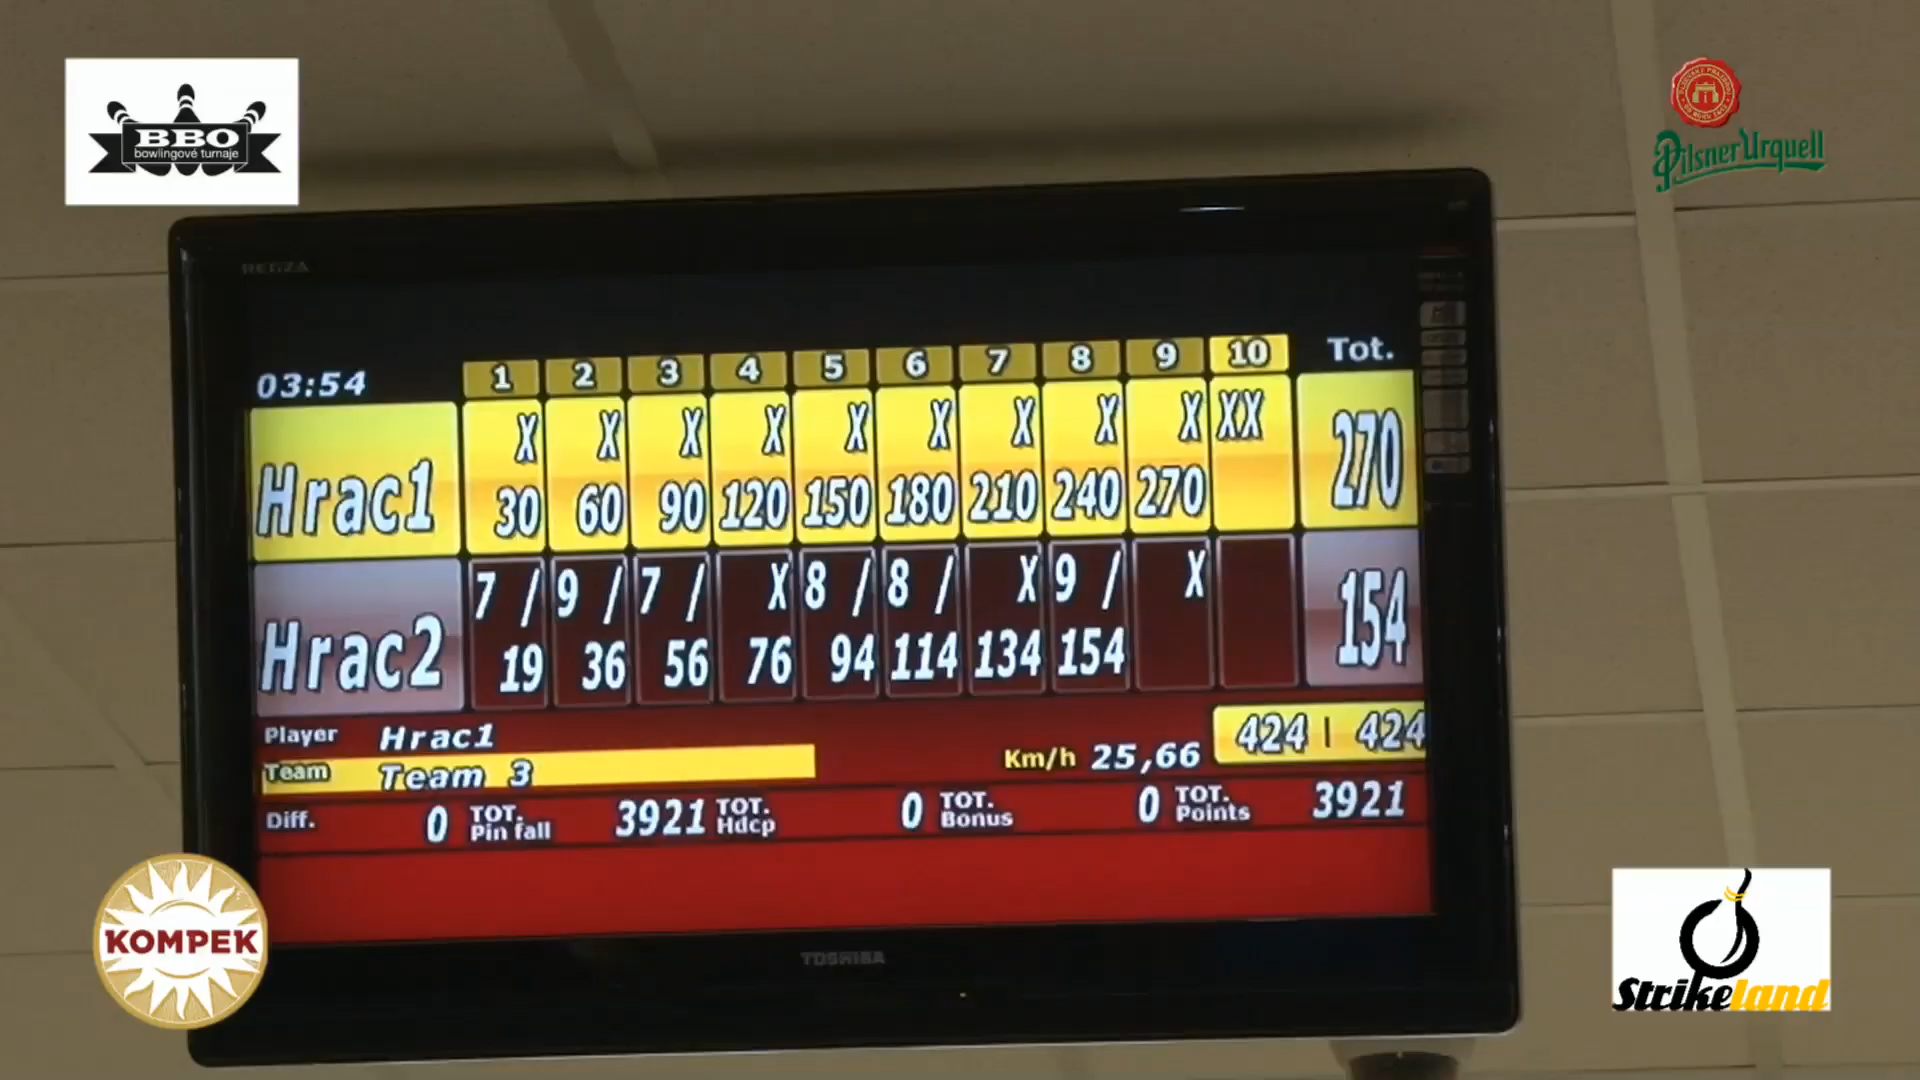 BBO
bowlingové turnaje
Pilsner Urquell
REGZA
03:54 1 2 3 4 5 6 7 8 9 10 Tot.
Hrac1 X X X X X X X X X XX 270
30 60 90 120 150 180 210 240 270
Hrac2 7 / 9 / 7 / X 8 / 8 / X 9 / X 154
19 36 56 76 94 114 134 154
Player Hrac1 Km/h 25,66 424 | 424
Team Team 3
Diff. 0 TOT. Pin fall 3921 TOT. Hdcp 0 TOT. Bonus 0 TOT. Points 3921
KOMPEK
TOSHIBA
Strikeland